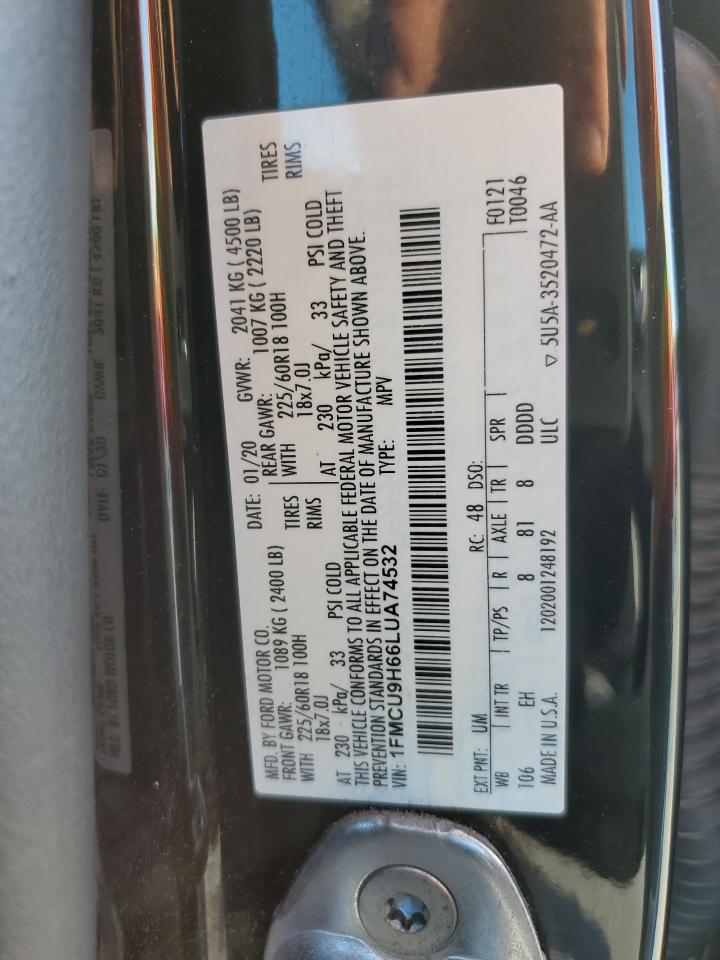 MFD. BY FORD MOTOR CO. DATE: 01/20 GVWR: 2041 KG ( 4500 LB)
FRONT GAWR: 1089 KG ( 2400 LB) REAR GAWR: 1007 KG ( 2220 LB)
WITH 225/60R18 100H TIRES WITH 225/60R18 100H TIRES
18x7.0J RIMS 18x7.0J RIMS
AT 230 kPa/ 33 PSI COLD AT 230 kPa/ 33 PSI COLD
THIS VEHICLE CONFORMS TO ALL APPLICABLE FEDERAL MOTOR VEHICLE SAFETY AND THEFT
PREVENTION STANDARDS IN EFFECT ON THE DATE OF MANUFACTURE SHOWN ABOVE.
VIN: 1FMCU9H66LUA74532 TYPE: MPV
EXT PNT: UM RC: 48 DSO: F0121
WB INT TR TP/PS R AXLE TR SPR T0046
106 EH 8 81 8 DDDD
MADE IN U.S.A. 1202001248192 ULC ▽ 5U5A-3520472-AA